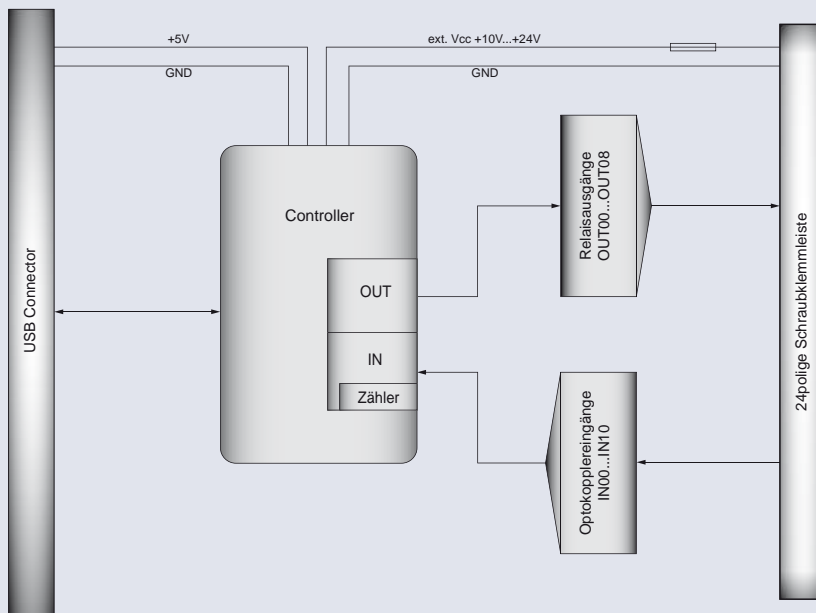 +5V
GND
ext. Vcc +10V...+24V
GND
USB Connector
Controller
OUT
IN
Zähler
Relaisausgänge
OUT00...OUT08
Optokopplereingänge
IN00...IN10
24polige Schraubklemmleiste